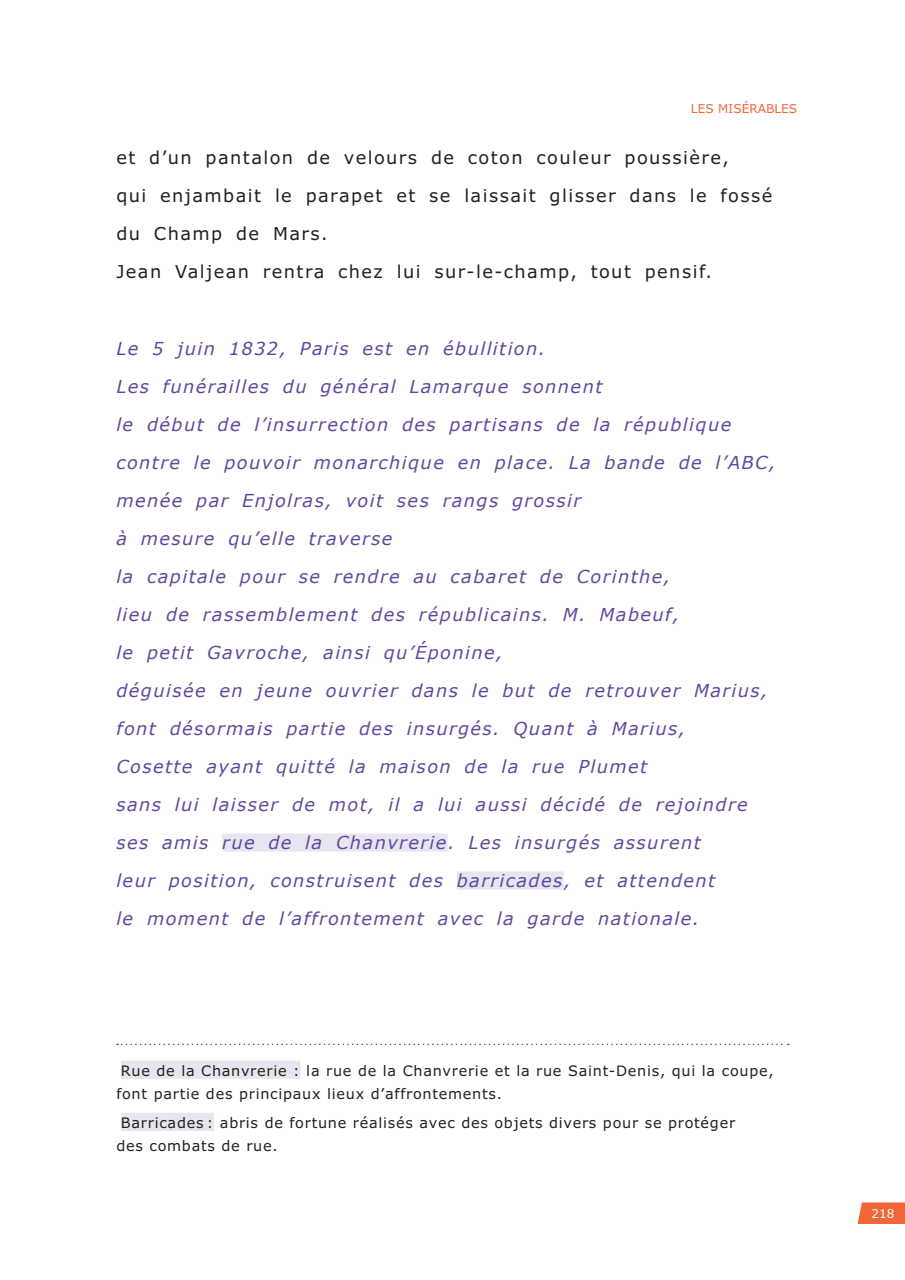 LES MISÉRABLES
et d’un pantalon de velours de coton couleur poussière,
qui enjambait le parapet et se laissait glisser dans le fossé
du Champ de Mars.
Jean Valjean rentra chez lui sur-le-champ, tout pensif.
Le 5 juin 1832, Paris est en ébullition.
Les funérailles du général Lamarque sonnent
le début de l’insurrection des partisans de la république
contre le pouvoir monarchique en place. La bande de l’ABC,
menée par Enjolras, voit ses rangs grossir
à mesure qu’elle traverse
la capitale pour se rendre au cabaret de Corinthe,
lieu de rassemblement des républicains. M. Mabeuf,
le petit Gavroche, ainsi qu’Éponine,
déguisée en jeune ouvrier dans le but de retrouver Marius,
font désormais partie des insurgés. Quant à Marius,
Cosette ayant quitté la maison de la rue Plumet
sans lui laisser de mot, il a lui aussi décidé de rejoindre
ses amis rue de la Chanvrerie. Les insurgés assurent
leur position, construisent des barricades, et attendent
le moment de l’affrontement avec la garde nationale.
Rue de la Chanvrerie : la rue de la Chanvrerie et la rue Saint-Denis, qui la coupe,
font partie des principaux lieux d’affrontements.
Barricades : abris de fortune réalisés avec des objets divers pour se protéger
des combats de rue.
218